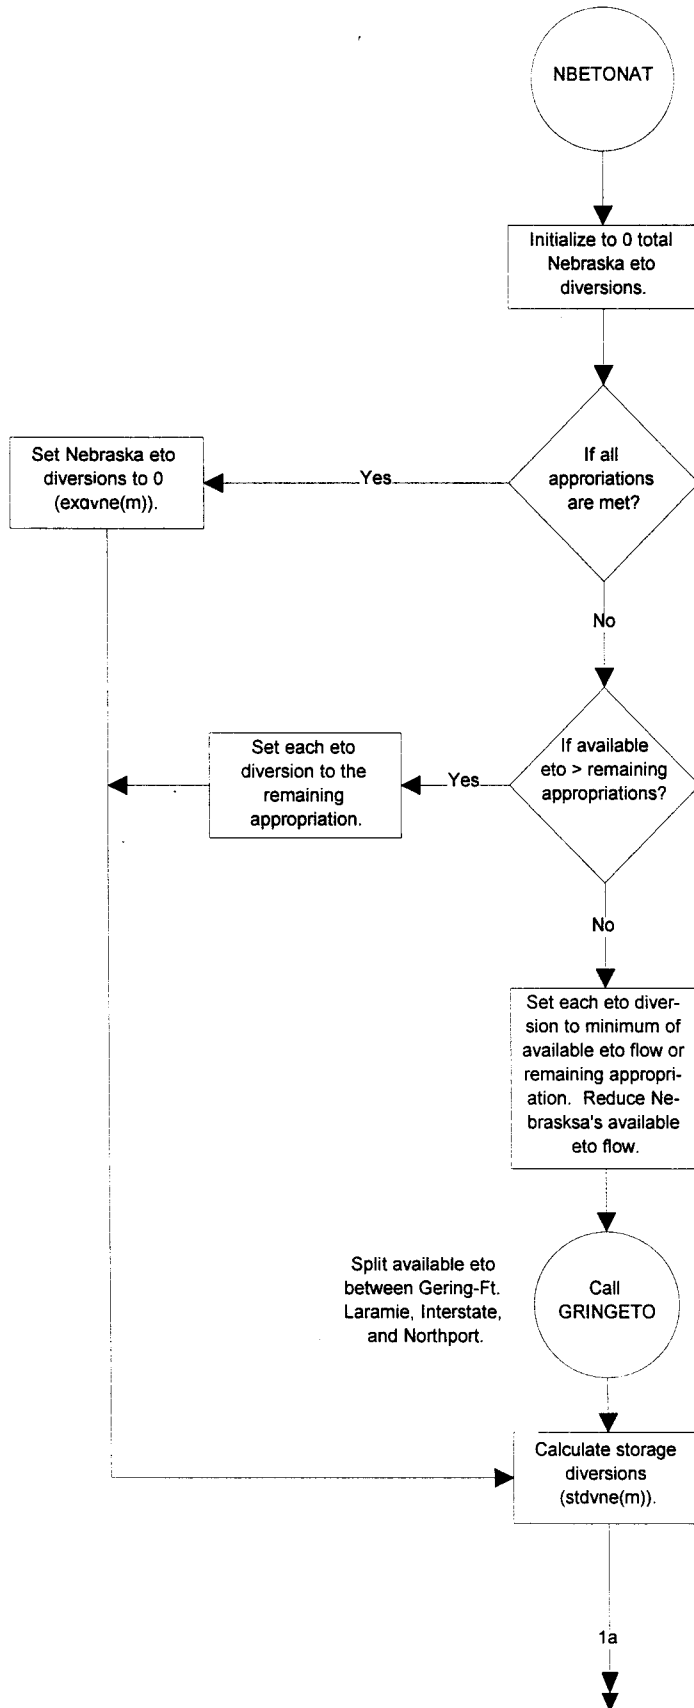 NBETONAT
Initialize to 0 total
Nebraska eto
diversions.
If all
approriations
are met?
Yes
Set Nebraska eto
diversions to 0
(exavne(m)).
No
If available
eto > remaining
appropriations?
Yes
Set each eto
diversion to the
remaining
appropriation.
No
Set each eto diver-
sion to minimum of
available eto flow or
remaining appropri-
ation. Reduce Ne-
brasksa's available
eto flow.
Split available eto
between Gering-Ft.
Laramie, Interstate,
and Northport.
Call
GRINGETO
Calculate storage
diversions
(stdvne(m)).
1a